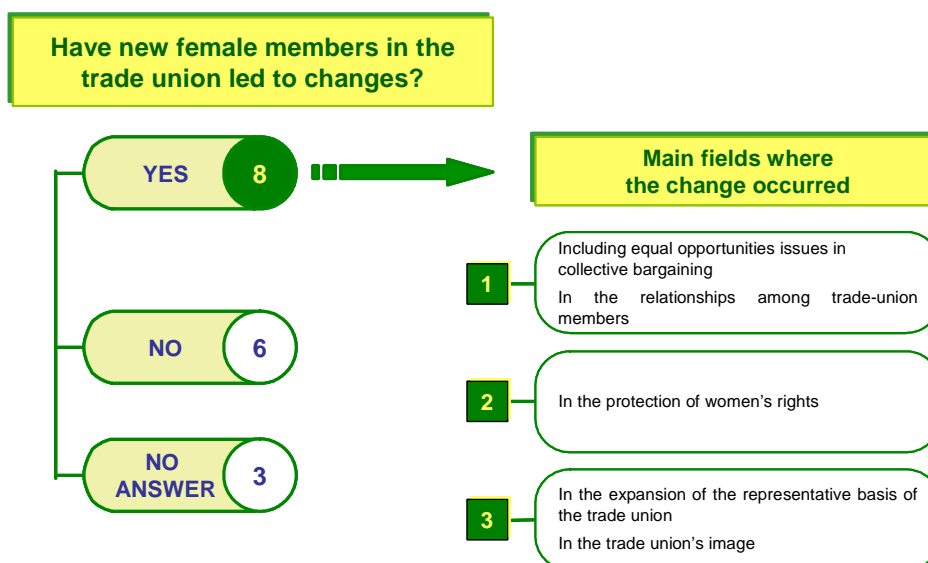 Have new female members in the
trade union led to changes?
YES
8
NO
6
NO
ANSWER
3
Main fields where
the change occurred
1
Including equal opportunities issues in
collective bargaining
In the relationships among trade-union
members
2
In the protection of women’s rights
3
In the expansion of the representative basis of
the trade union
In the trade union’s image